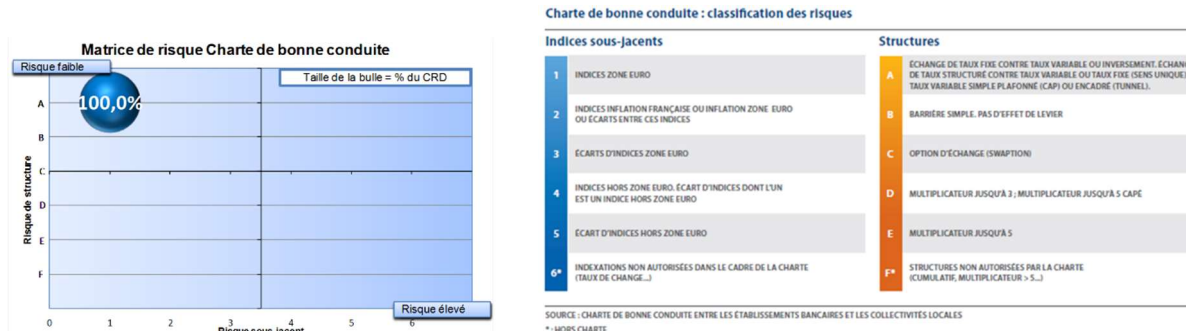 Matrice de risque Charte de bonne conduite
Risque faible
Taille de la bulle = % du CRD
100,0%
A
B
C
D
E
F
Risque de structure
Risque élevé
0 1 2 3 4 5 6
Risque sous-jacent
Charte de bonne conduite : classification des risques
Indices sous-jacents
1 INDICES ZONE EURO
2 INDICES INFLATION FRANÇAISE OU INFLATION ZONE EURO
OU ÉCARTS ENTRE CES INDICES
3 ÉCARTS D'INDICES ZONE EURO
4 INDICES HORS ZONE EURO. ÉCART D'INDICES DONT L'UN
EST UN INDICE HORS ZONE EURO
5 ÉCART D'INDICES HORS ZONE EURO
6* INDEXATIONS NON AUTORISÉES DANS LE CADRE DE LA CHARTE
(TAUX DE CHANGE...)
Structures
A ÉCHANGE DE TAUX FIXE CONTRE TAUX VARIABLE OU INVERSEMENT. ÉCHAN
DE TAUX STRUCTURÉ CONTRE TAUX VARIABLE OU TAUX FIXE (SENS UNIQUE)
TAUX VARIABLE SIMPLE PLAFONNÉ (CAP) OU ENCADRÉ (TUNNEL).
B BARRIÈRE SIMPLE. PAS D'EFFET DE LEVIER
C OPTION D'ÉCHANGE (SWAPTION)
D MULTIPLICATEUR JUSQU'À 3 ; MULTIPLICATEUR JUSQU'À 5 CAPÉ
E MULTIPLICATEUR JUSQU'À 5
F* STRUCTURES NON AUTORISÉES PAR LA CHARTE
(CUMULATIF, MULTIPLICATEUR > 5...)
SOURCE : CHARTE DE BONNE CONDUITE ENTRE LES ÉTABLISSEMENTS BANCAIRES ET LES COLLECTIVITÉS LOCALES
* : HORS CHARTE